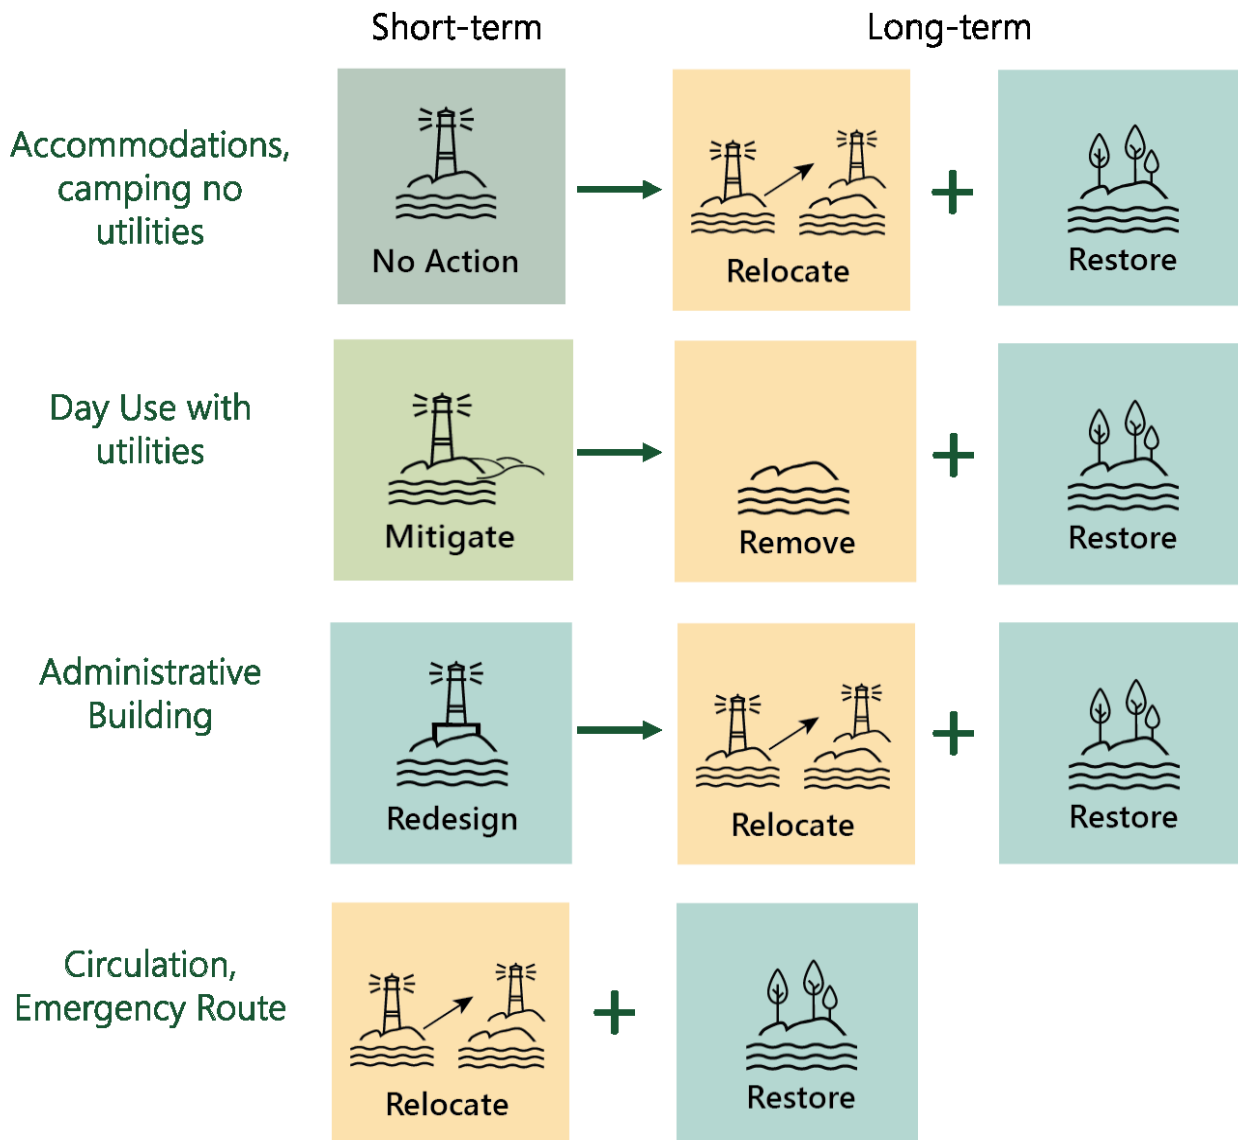 Short-term
Long-term
Accommodations,
camping no
utilities
No Action
Relocate
Restore
Day Use with
utilities
Mitigate
Remove
Restore
Administrative
Building
Redesign
Relocate
Restore
Circulation,
Emergency Route
Relocate
Restore